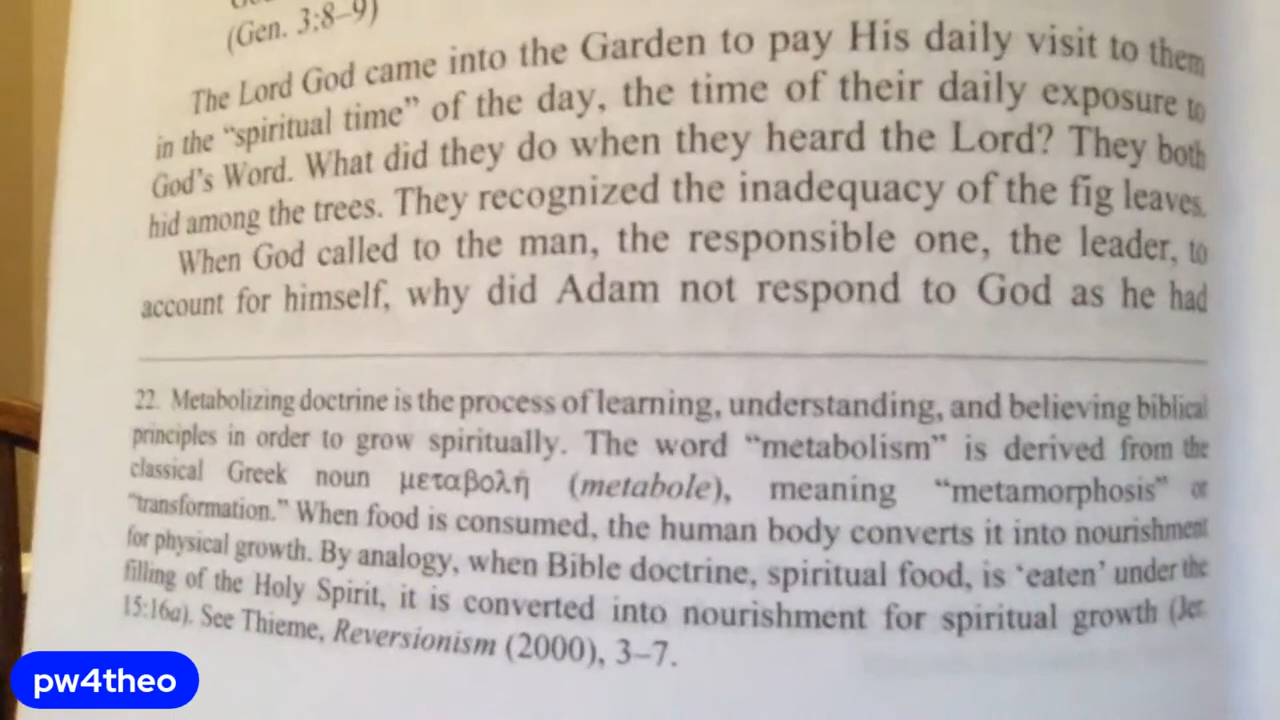 (Gen. 3:8–9)
The Lord God came into the Garden to pay His daily visit to them
in the “spiritual time” of the day, the time of their daily exposure to
God's Word. What did they do when they heard the Lord? They both
hid among the trees. They recognized the inadequacy of the fig leaves.
When God called to the man, the responsible one, the leader, to
account for himself, why did Adam not respond to God as he had
22. Metabolizing doctrine is the process of learning, understanding, and believing biblical
principles in order to grow spiritually. The word “metabolism” is derived from the
classical Greek noun μεταβολή (metabole), meaning “metamorphosis” or
“transformation.” When food is consumed, the human body converts it into nourishment
for physical growth. By analogy, when Bible doctrine, spiritual food, is ‘eaten’ under the
filling of the Holy Spirit, it is converted into nourishment for spiritual growth (Jer.
15:16a). See Thieme, Reversionism (2000), 3–7.
pw4theo